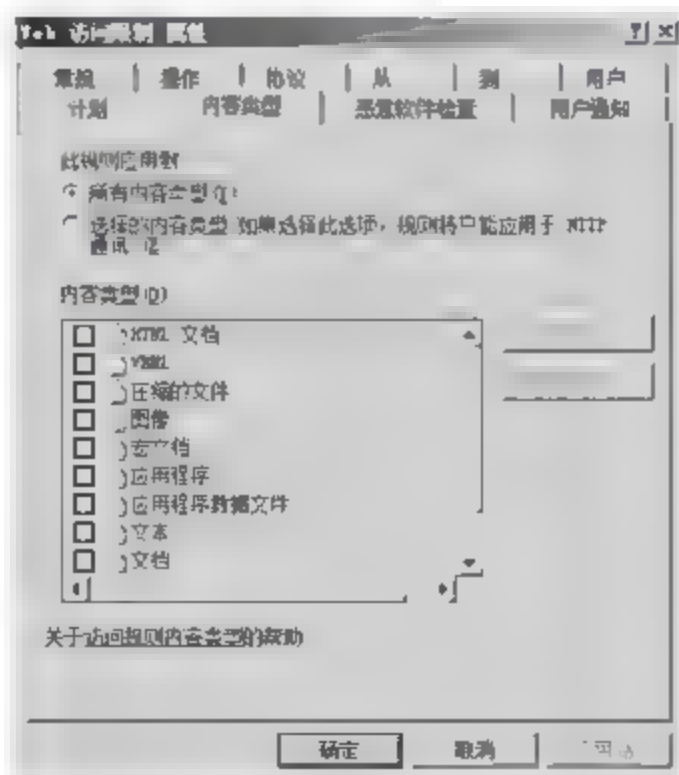 Web 访问限制 属性
常规 操作 协议 从 到 用户
计划 内容类型 恶意软件检查 用户通知
此规则应用到
所有内容类型(L)
选择的内容类型 如果选择此选项，规则将只能应用于 HTTP
通讯
内容类型(D)
HTML 文档
VRML
压缩的文件
图像
宏文档
应用程序
应用程序数据文件
文本
文档
关于访问规则内容类型的帮助
确定 取消